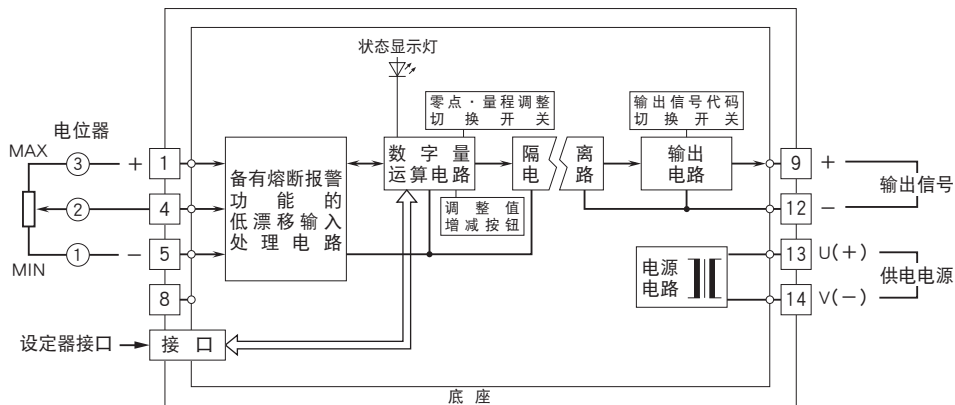 状态显示灯
零点·量程调整
切换开关
输出信号代码
切换开关
电位器
MAX
3
+
1
数字量
运算电路
隔
电
离
路
输出
电路
9
+
备有熔断报警
功能的
低漂移输入
处理电路
2
4
输出信号
12
−
调整值
增减按钮
MIN
1
−
5
13
U(+)
电源
电路
供电电源
8
14
V(−)
设定器接口
接口
底座